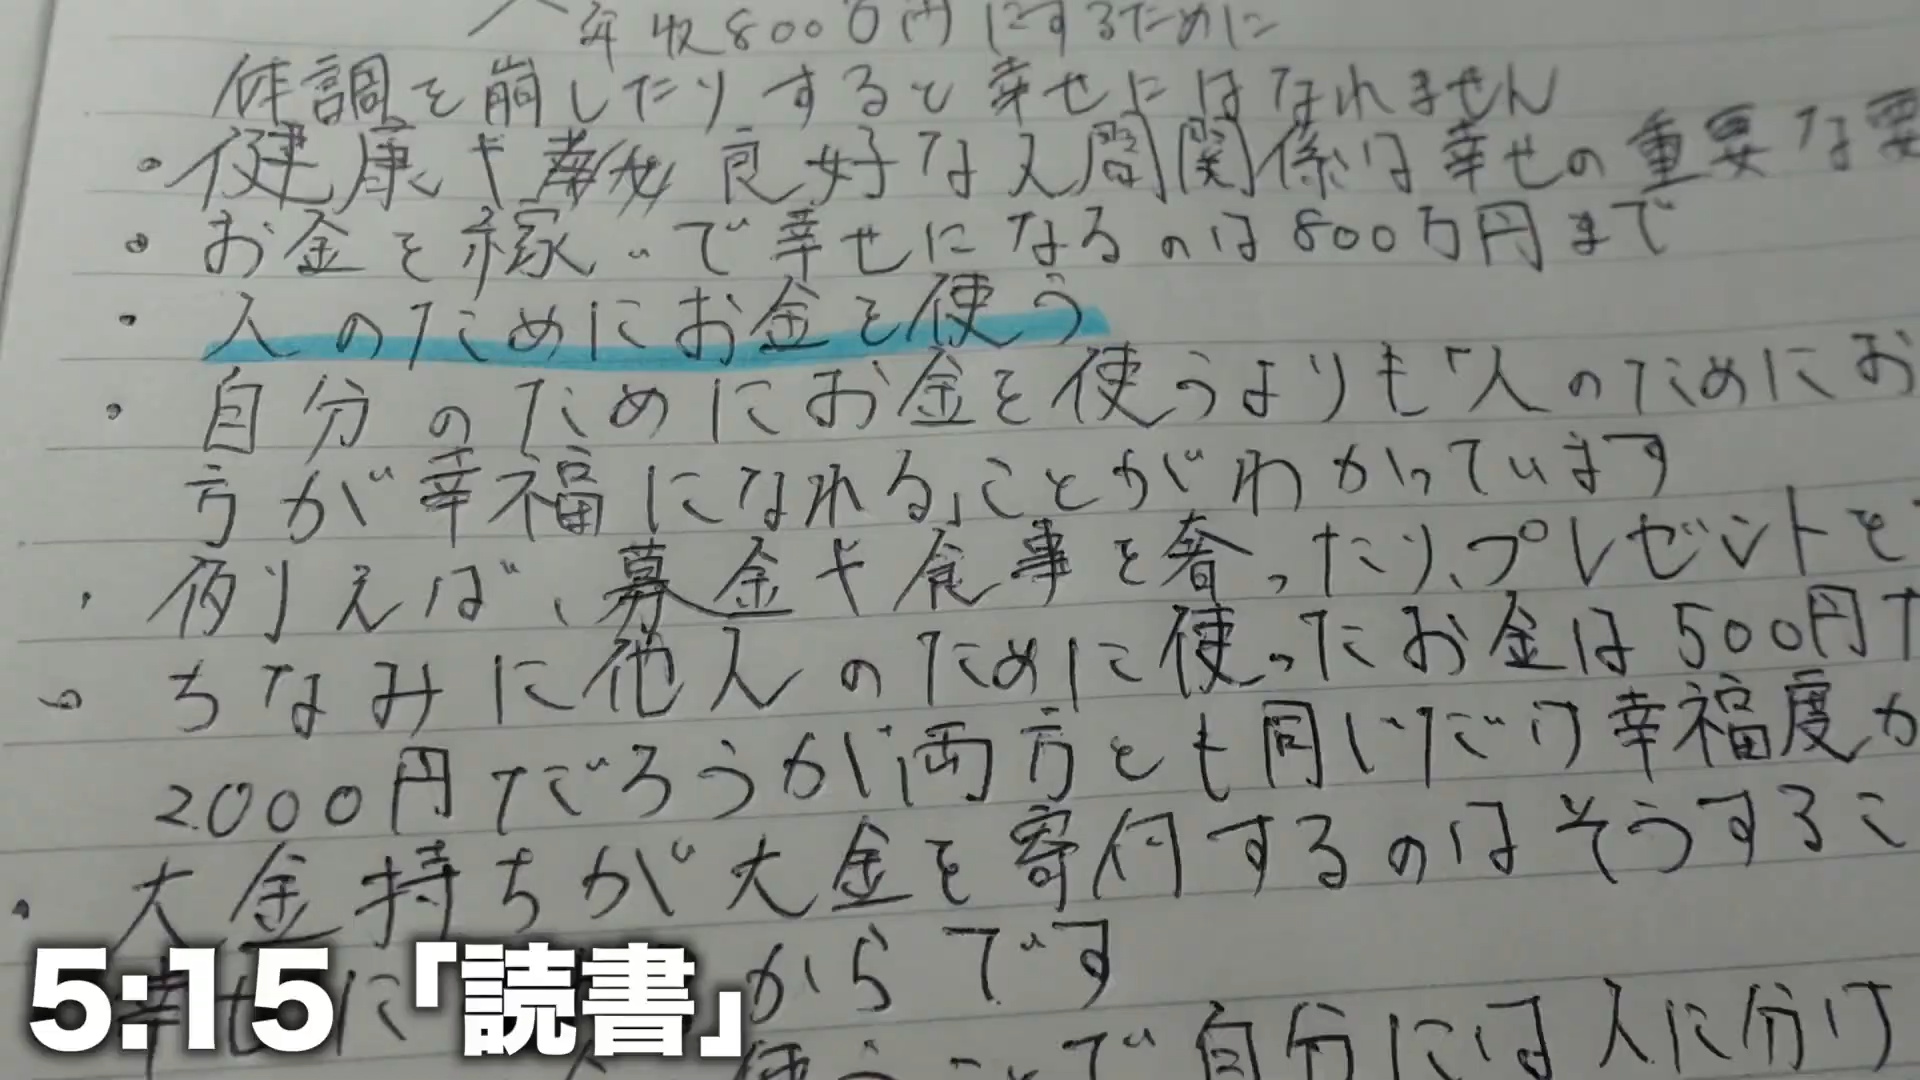 年収800万円にするために
体調を崩したりすると幸せにはなれません
・健康や 良好な人間関係は幸せの重要な要
・お金を稼いで幸せになるのは800万円まで
・人のためにお金を使う
・自分のためにお金を使うよりも「人のためにお
方が幸福になれる」ことがわかっています
・例えば、募金や食事を奢ったり、プレゼントを
・ちなみに他人のために使ったお金は500円だ
2000円だろうが両方とも同じだけ幸福度が
・大金持ちが大金を寄付するのはそうするこ
幸せに からです
使うことで自分には人に分け
5:15「読書」